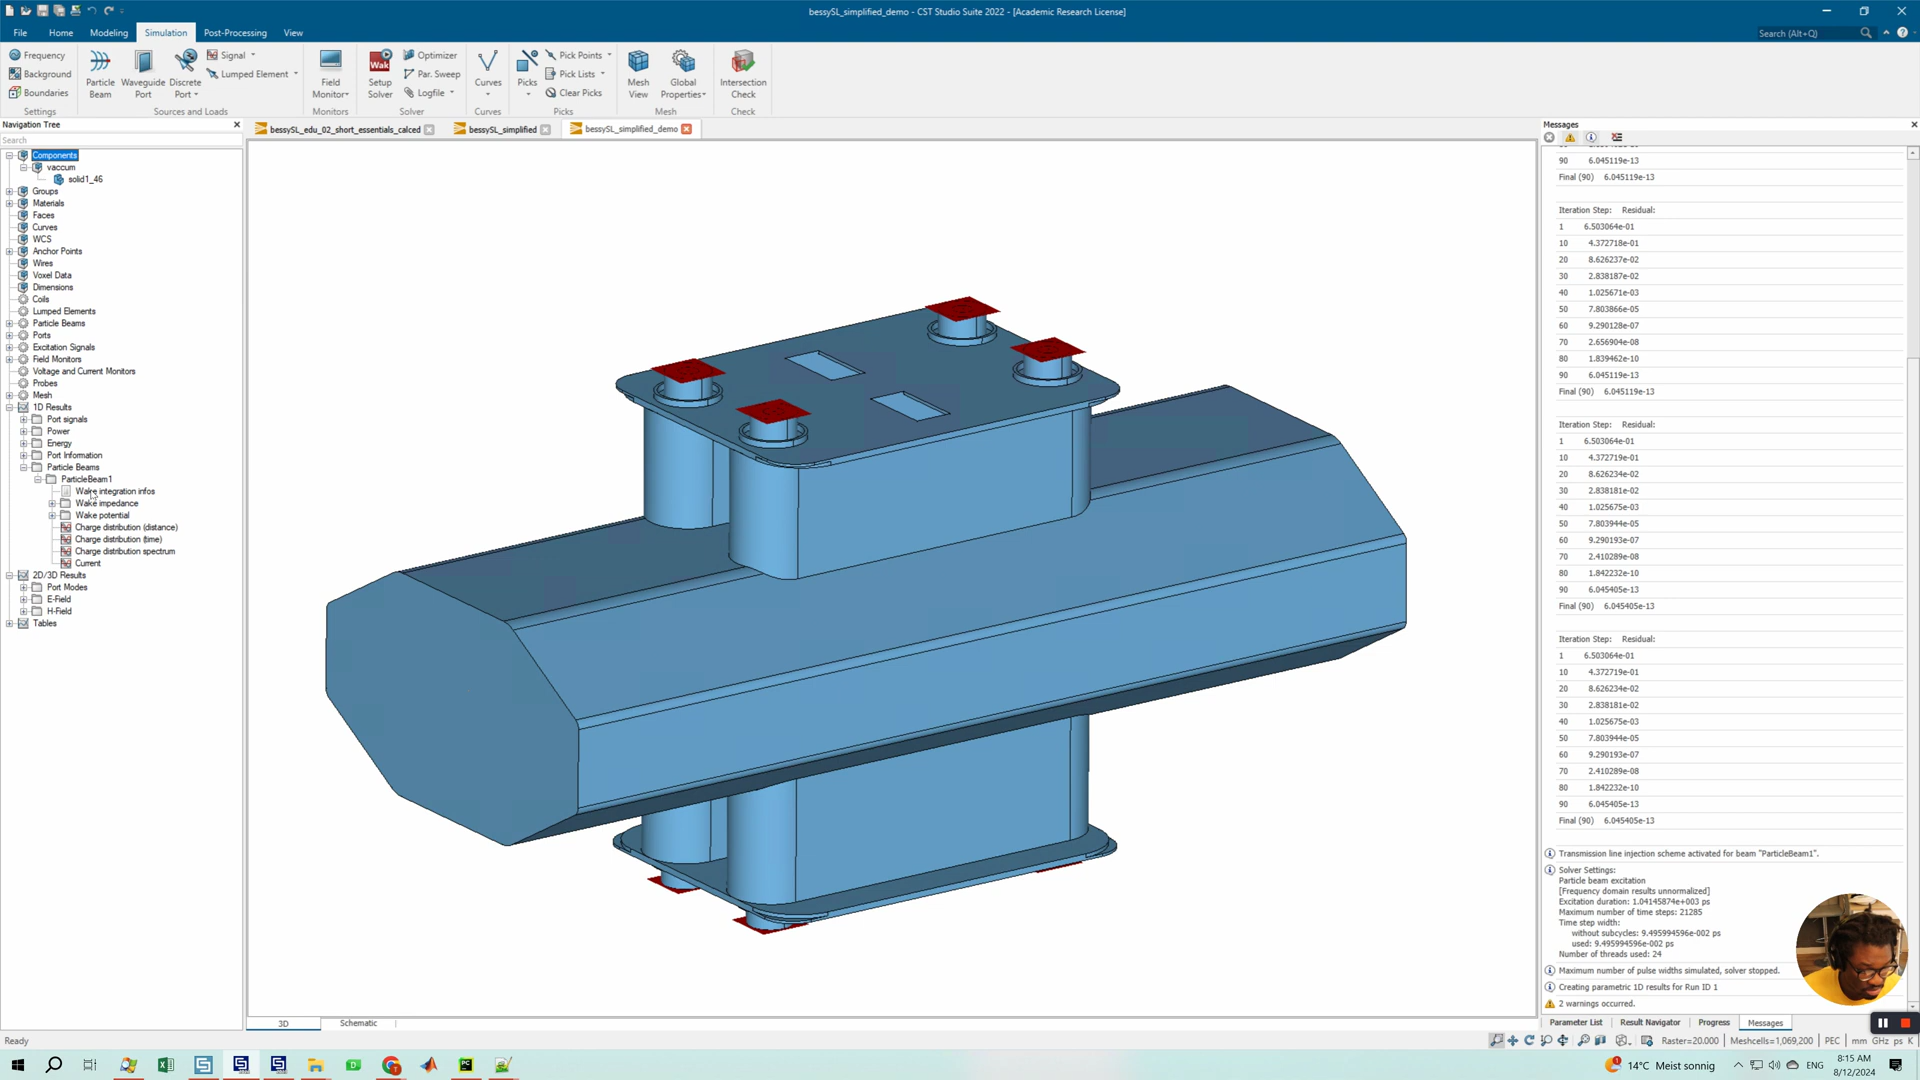 bessySL_simplified_demo - CST Studio Suite 2022 - [Academic Research License]
File Home Modeling Simulation Post-Processing View
Search (Alt+Q)
Frequency
Background
Boundaries
Settings
Particle Beam
Waveguide Port
Discrete Port
Signal
Lumped Element
Sources and Loads
Field Monitor
Monitors
Wak
Setup Solver
Optimizer
Par. Sweep
Logfile
Solver
Curves
Curves
Picks
Pick Points
Pick Lists
Clear Picks
Picks
Mesh View
Global Properties
Mesh
Intersection Check
Check
Navigation Tree
Search
Components
vaccum
solid1_46
Groups
Materials
Faces
Curves
WCS
Anchor Points
Wires
Voxel Data
Dimensions
Coils
Lumped Elements
Particle Beams
Ports
Excitation Signals
Field Monitors
Voltage and Current Monitors
Probes
Mesh
1D Results
Port signals
Power
Energy
Port Information
Particle Beams
ParticleBeam1
Wake integration infos
Wake impedance
Wake potential
Charge distribution (distance)
Charge distribution (time)
Charge distribution spectrum
Current
2D/3D Results
Port Modes
E-Field
H-Field
Tables
bessySL_edu_02_short_essentials_calced
bessySL_simplified
bessySL_simplified_demo
3D
Schematic
Messages
90 6.045119e-13
Final (90) 6.045119e-13
Iteration Step: Residual:
1 6.503064e-01
10 4.372718e-01
20 8.626237e-02
30 2.838187e-02
40 1.025671e-03
50 7.803866e-05
60 9.290128e-07
70 2.656904e-08
80 1.839462e-10
90 6.045119e-13
Final (90) 6.045119e-13
Iteration Step: Residual:
1 6.503064e-01
10 4.372719e-01
20 8.626234e-02
30 2.838181e-02
40 1.025675e-03
50 7.803944e-05
60 9.290193e-07
70 2.410289e-08
80 1.842232e-10
90 6.045405e-13
Final (90) 6.045405e-13
Iteration Step: Residual:
1 6.503064e-01
10 4.372719e-01
20 8.626234e-02
30 2.838181e-02
40 1.025675e-03
50 7.803944e-05
60 9.290193e-07
70 2.410289e-08
80 1.842232e-10
90 6.045405e-13
Final (90) 6.045405e-13
Transmission line injection scheme activated for beam "ParticleBeam1".
Solver Settings:
Particle beam excitation
[Frequency domain results unnormalized]
Excitation duration: 1.04145874e+003 ps
Maximum number of time steps: 21285
Time step width:
without subcycles: 9.495994596e-002 ps
used: 9.495994596e-002 ps
Number of threads used: 24
Maximum number of pulse widths simulated, solver stopped.
Creating parametric 1D results for Run ID 1
2 warnings occurred.
Parameter List Result Navigator Progress Messages
Ready
Raster=20.000 Meshcells=1,069,200 PEC mm GHz ps K
14°C Meist sonnig
ENG
8:15 AM
8/12/2024